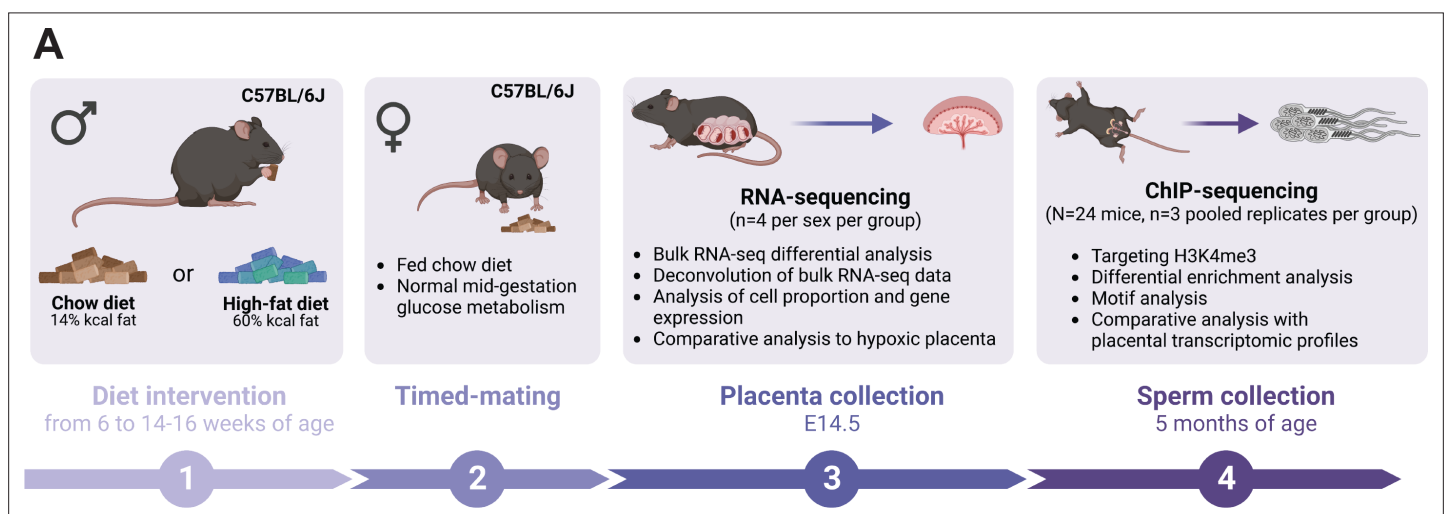 A
C57BL/6J
Chow diet
14% kcal fat
or
High-fat diet
60% kcal fat
C57BL/6J
• Fed chow diet
• Normal mid-gestation
glucose metabolism
RNA-sequencing
(n=4 per sex per group)
• Bulk RNA-seq differential analysis
• Deconvolution of bulk RNA-seq data
• Analysis of cell proportion and gene
expression
• Comparative analysis to hypoxic placenta
ChIP-sequencing
(N=24 mice, n=3 pooled replicates per group)
• Targeting H3K4me3
• Differential enrichment analysis
• Motif analysis
• Comparative analysis with
placental transcriptomic profiles
Diet intervention
from 6 to 14-16 weeks of age
Timed-mating
Placenta collection
E14.5
Sperm collection
5 months of age
1
2
3
4